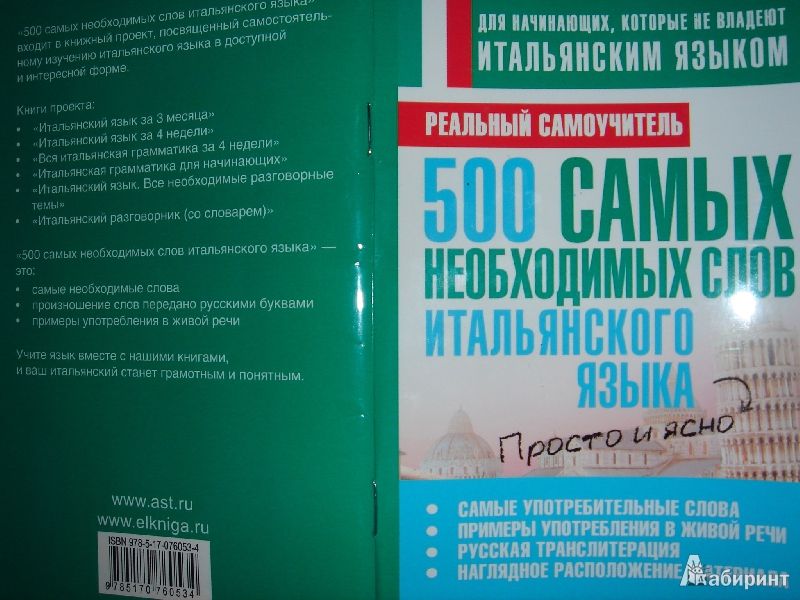 «500 самых необходимых слов итальянского языка»
входит в книжный проект, посвященный самостоятель-
ному изучению итальянского языка в доступной
и интересной форме.
Книги проекта:
• «Итальянский язык за 3 месяца»
• «Итальянский язык за 4 недели»
• «Вся итальянская грамматика за 4 недели»
• «Итальянская грамматика для начинающих»
• «Итальянский язык. Все необходимые разговорные
темы»
• «Итальянский разговорник (со словарем)»
«500 самых необходимых слов итальянского языка» —
это:
• самые необходимые слова
• произношение слов передано русскими буквами
• примеры употребления в живой речи
Учите язык вместе с нашими книгами,
и ваш итальянский станет грамотным и понятным.
www.ast.ru
www.elkniga.ru
ISBN 978-5-17-076053-4
9 785170 760534
ДЛЯ НАЧИНАЮЩИХ, КОТОРЫЕ НЕ ВЛАДЕЮТ
ИТАЛЬЯНСКИМ ЯЗЫКОМ
РЕАЛЬНЫЙ САМОУЧИТЕЛЬ
500 САМЫХ
НЕОБХОДИМЫХ СЛОВ
ИТАЛЬЯНСКОГО
ЯЗЫКА
Просто и ясно
• САМЫЕ УПОТРЕБИТЕЛЬНЫЕ СЛОВА
• ПРИМЕРЫ УПОТРЕБЛЕНИЯ В ЖИВОЙ РЕЧИ
• РУССКАЯ ТРАНСЛИТЕРАЦИЯ
• НАГЛЯДНОЕ РАСПОЛОЖЕНИЕ МАТЕРИАЛА
Лабиринт